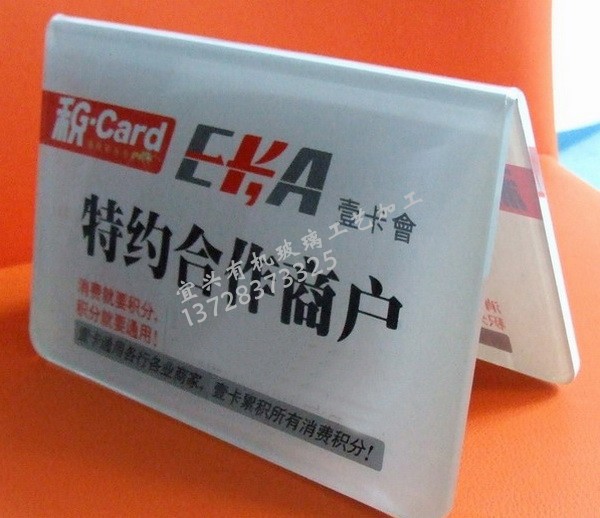 积G·Card
EKA
壹卡會
特约合作商户
消费就要积分,
积分就要通用!
壹卡通用各行各业商家,壹卡累积所有消费积分!
宜兴有机玻璃工艺加工
13728373325